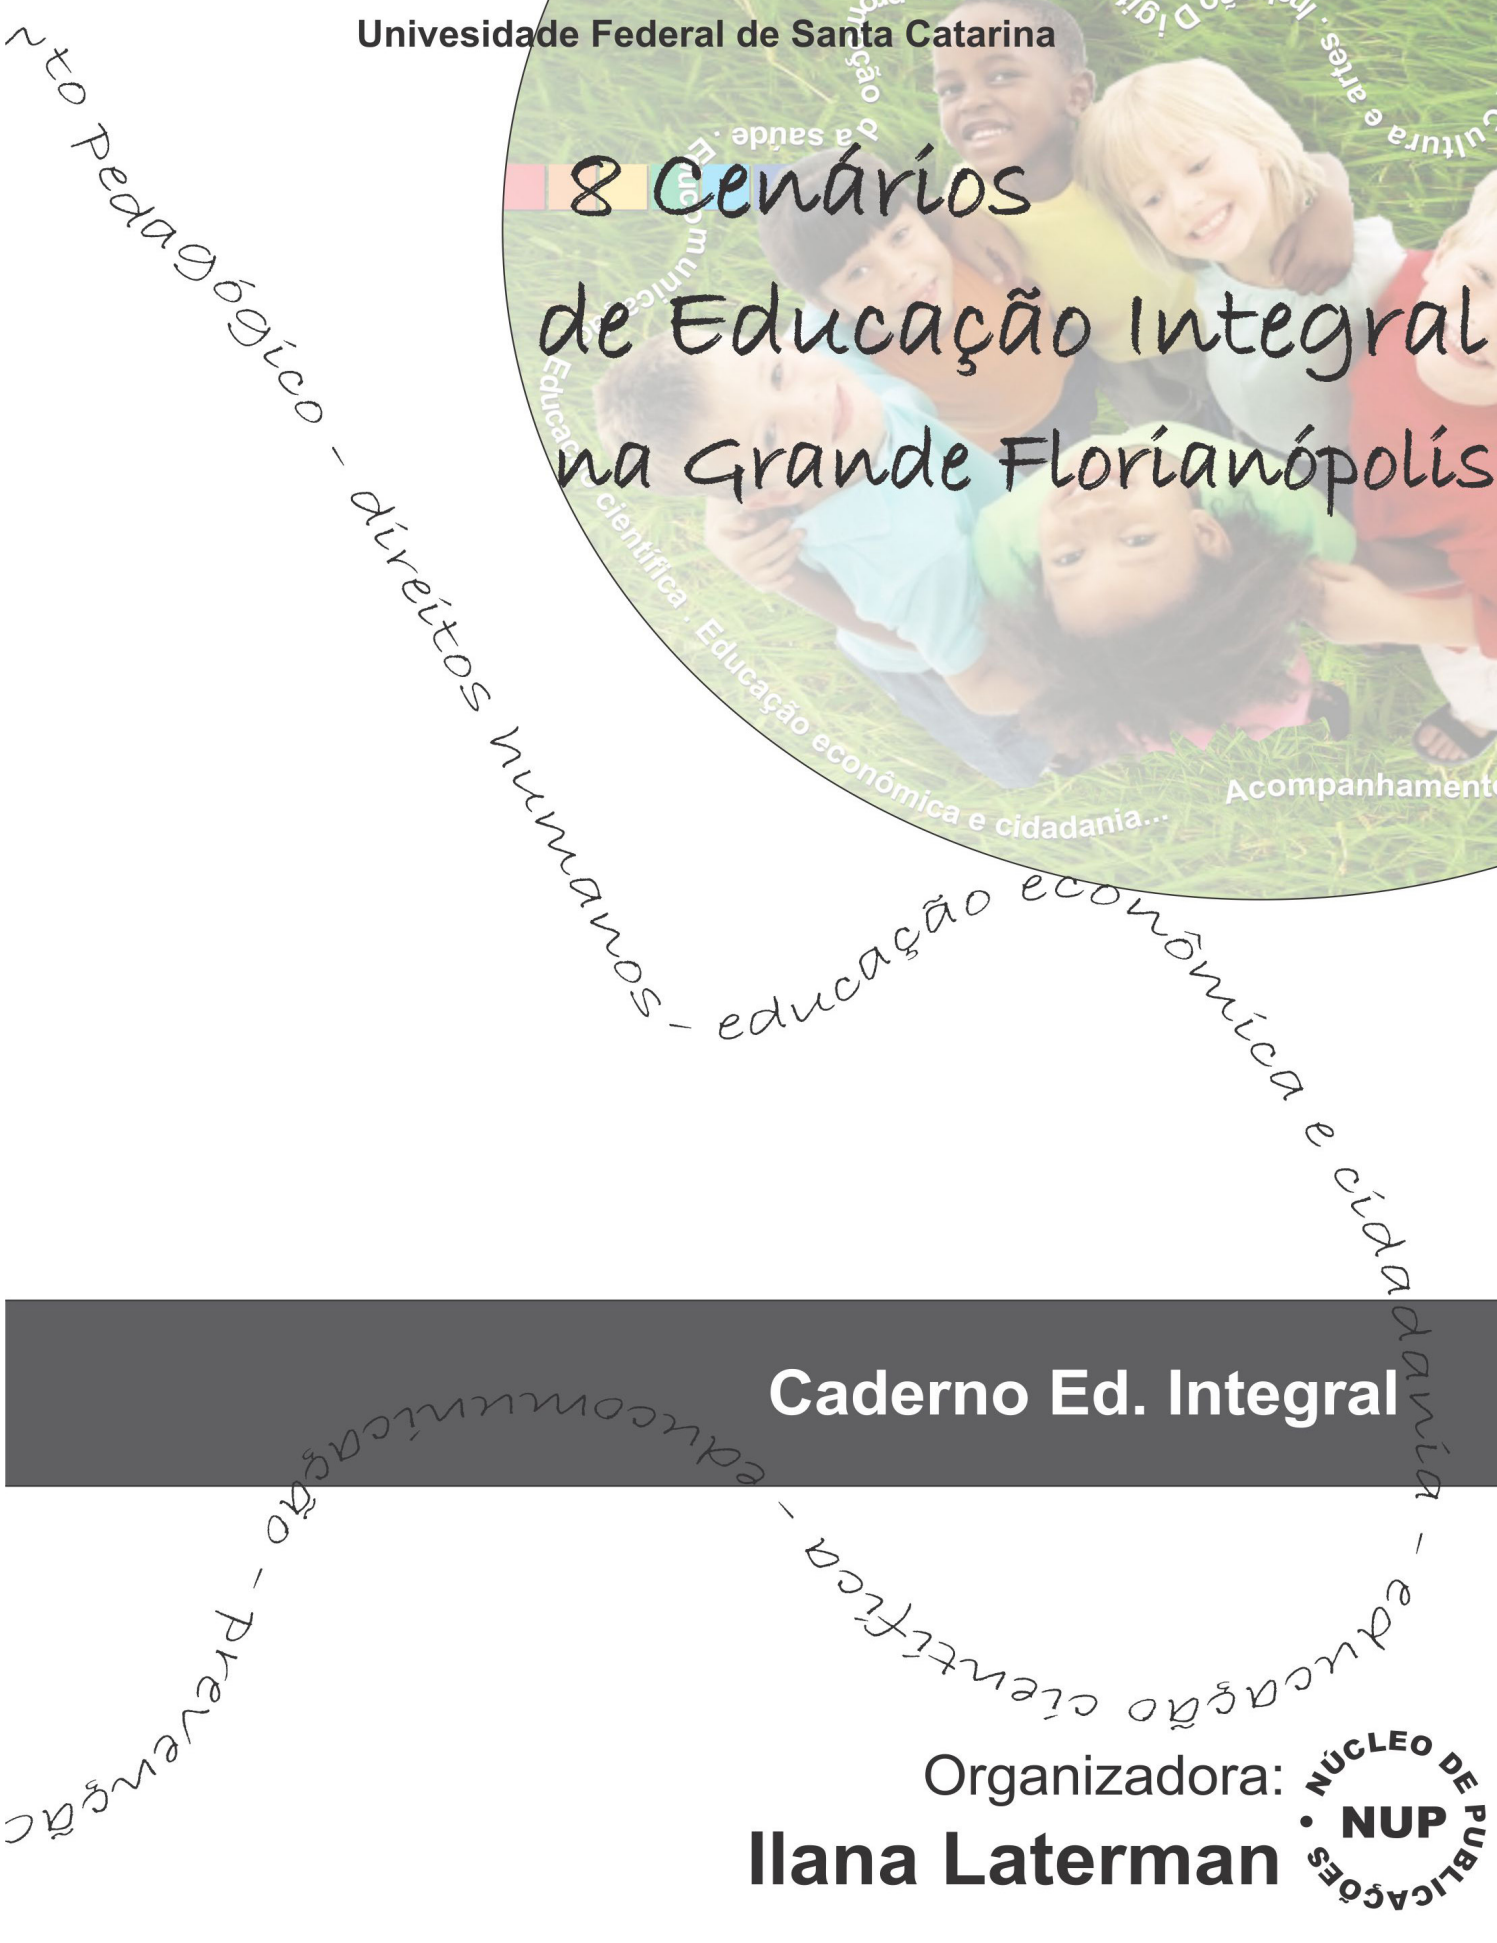 Univesidade Federal de Santa Catarina
8 Cenários
de Educação Integral
na Grande Florianópolis
a saúde .
Educomunicação
Educação científica . Educação econômica e cidadania...
Acompanhamento
Cultura e artes.
to pedagógico - direitos humanos - educação econômica e cidadania - educação científica - educomunicação - prevenção
Caderno Ed. Integral
Organizadora:
Ilana Laterman
NÚCLEO DE PUBLICAÇÕES •
NUP